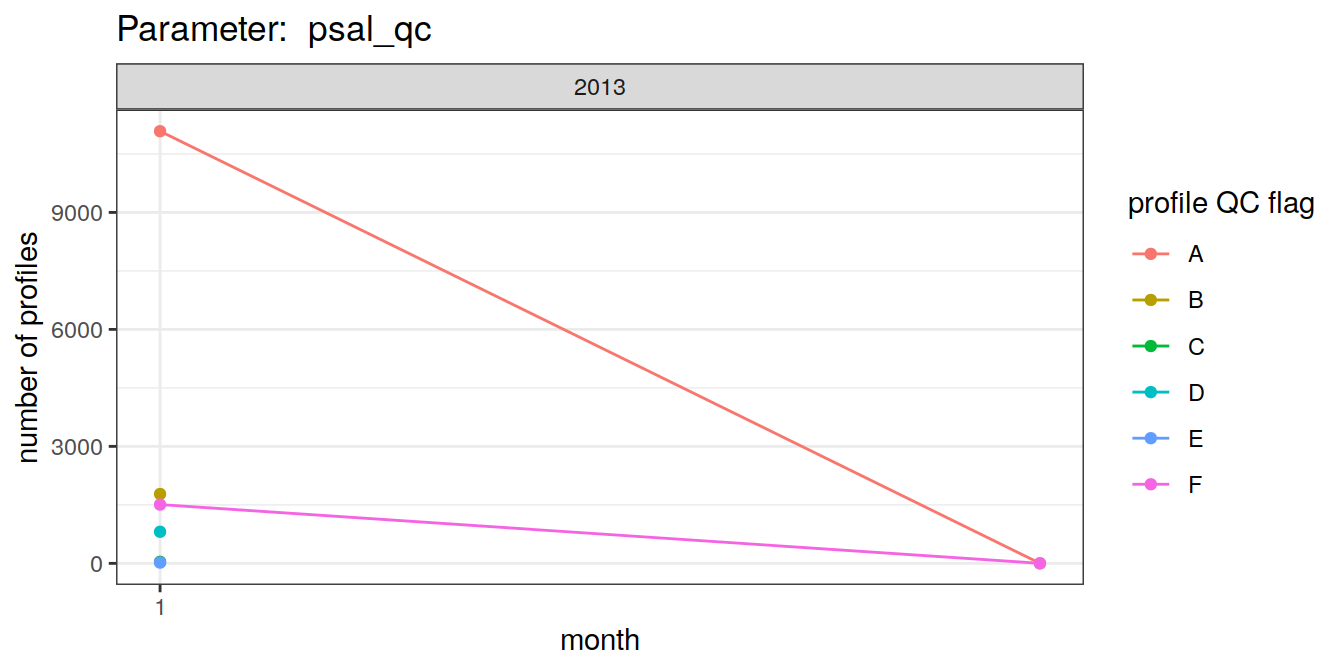 Parameter:  psal_qc
2013
9000
6000
3000
0
number of profiles
1
month
profile QC flag
A
B
C
D
E
F